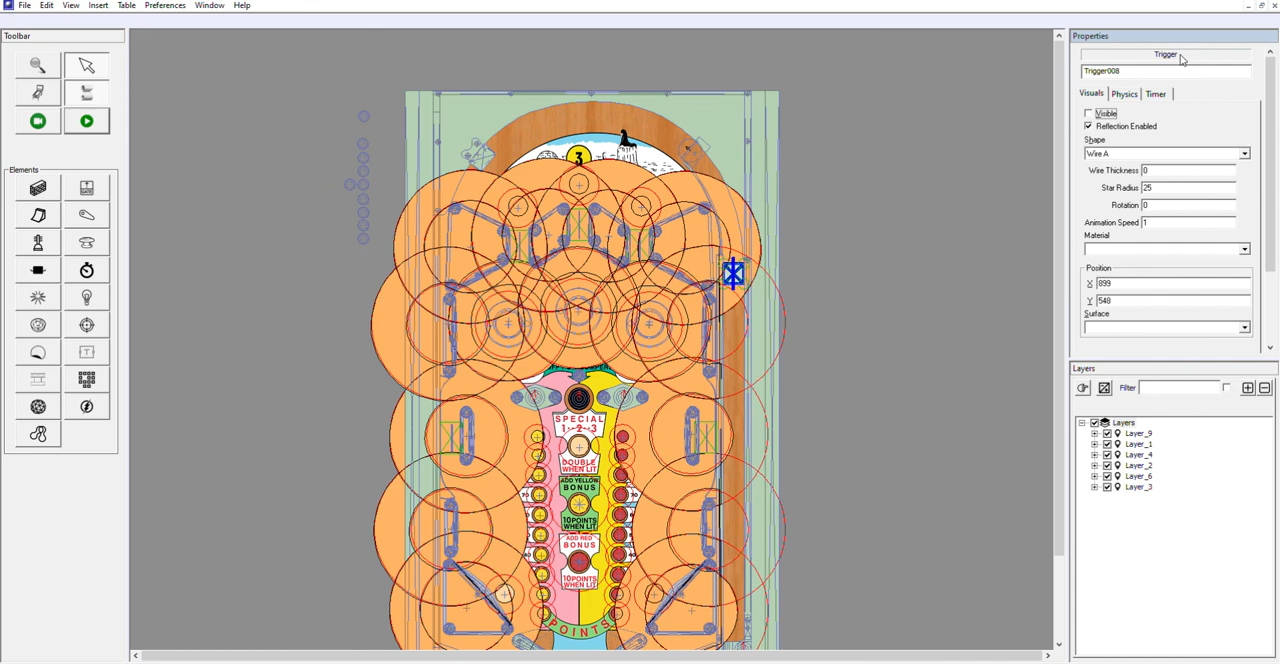 File Edit View Insert Table Preferences Window Help
Toolbar
Elements
3
SPECIAL
1-2-3
DOUBLE
WHEN LIT
ADD YELLOW
BONUS
10POINTS
WHEN LIT
ADD RED
BONUS
10POINTS
WHEN LIT
POINTS
Properties
Trigger
Trigger008
Visuals Physics Timer
Visible
Reflection Enabled
Shape
Wire A
Wire Thickness 0
Star Radius 25
Rotation 0
Animation Speed 1
Material
Position
X 899
Y 548
Surface
Layers
Filter
Layers
Layer_9
Layer_1
Layer_4
Layer_2
Layer_6
Layer_3